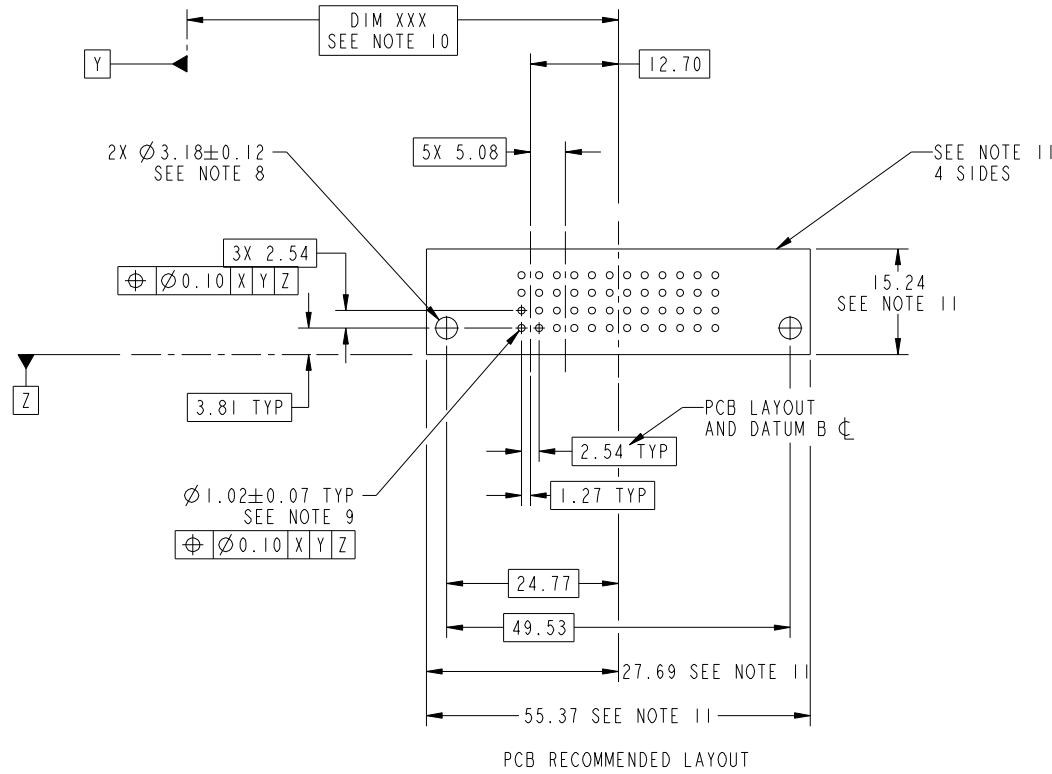 DIM XXX
SEE NOTE 10
Y
12.70
2X Ø3.18±0.12
SEE NOTE 8
5X 5.08
SEE NOTE 11
4 SIDES
3X 2.54
⌖ Ø0.10 X Y Z
15.24
SEE NOTE 11
Z
3.81 TYP
PCB LAYOUT
AND DATUM B ℄
2.54 TYP
Ø1.02±0.07 TYP
SEE NOTE 9
1.27 TYP
⌖ Ø0.10 X Y Z
24.77
49.53
27.69 SEE NOTE 11
55.37 SEE NOTE 11
PCB RECOMMENDED LAYOUT